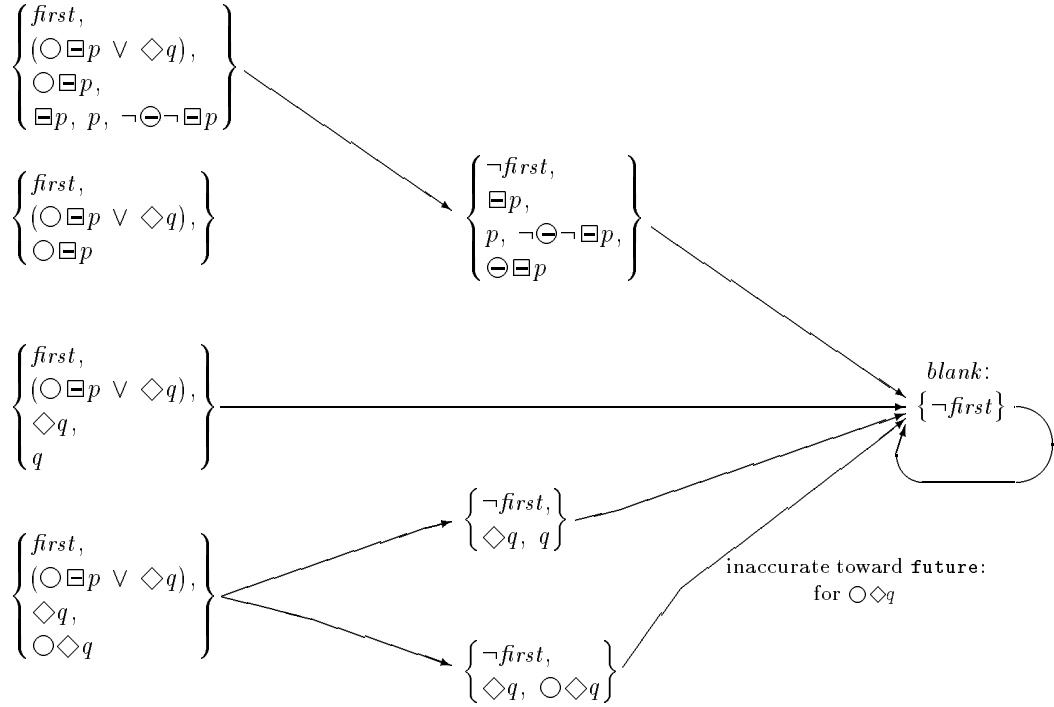 first,
(○⊟p ∨ ◇q),
○⊟p,
⊟p, p, ¬⊖¬⊟p
first,
(○⊟p ∨ ◇q),
○⊟p
¬first,
⊟p,
p, ¬⊖¬⊟p,
⊖⊟p
first,
(○⊟p ∨ ◇q),
◇q,
q
blank:
{¬first}
¬first,
◇q, q
first,
(○⊟p ∨ ◇q),
◇q,
○◇q
inaccurate toward future:
for ○◇q
¬first,
◇q, ○◇q